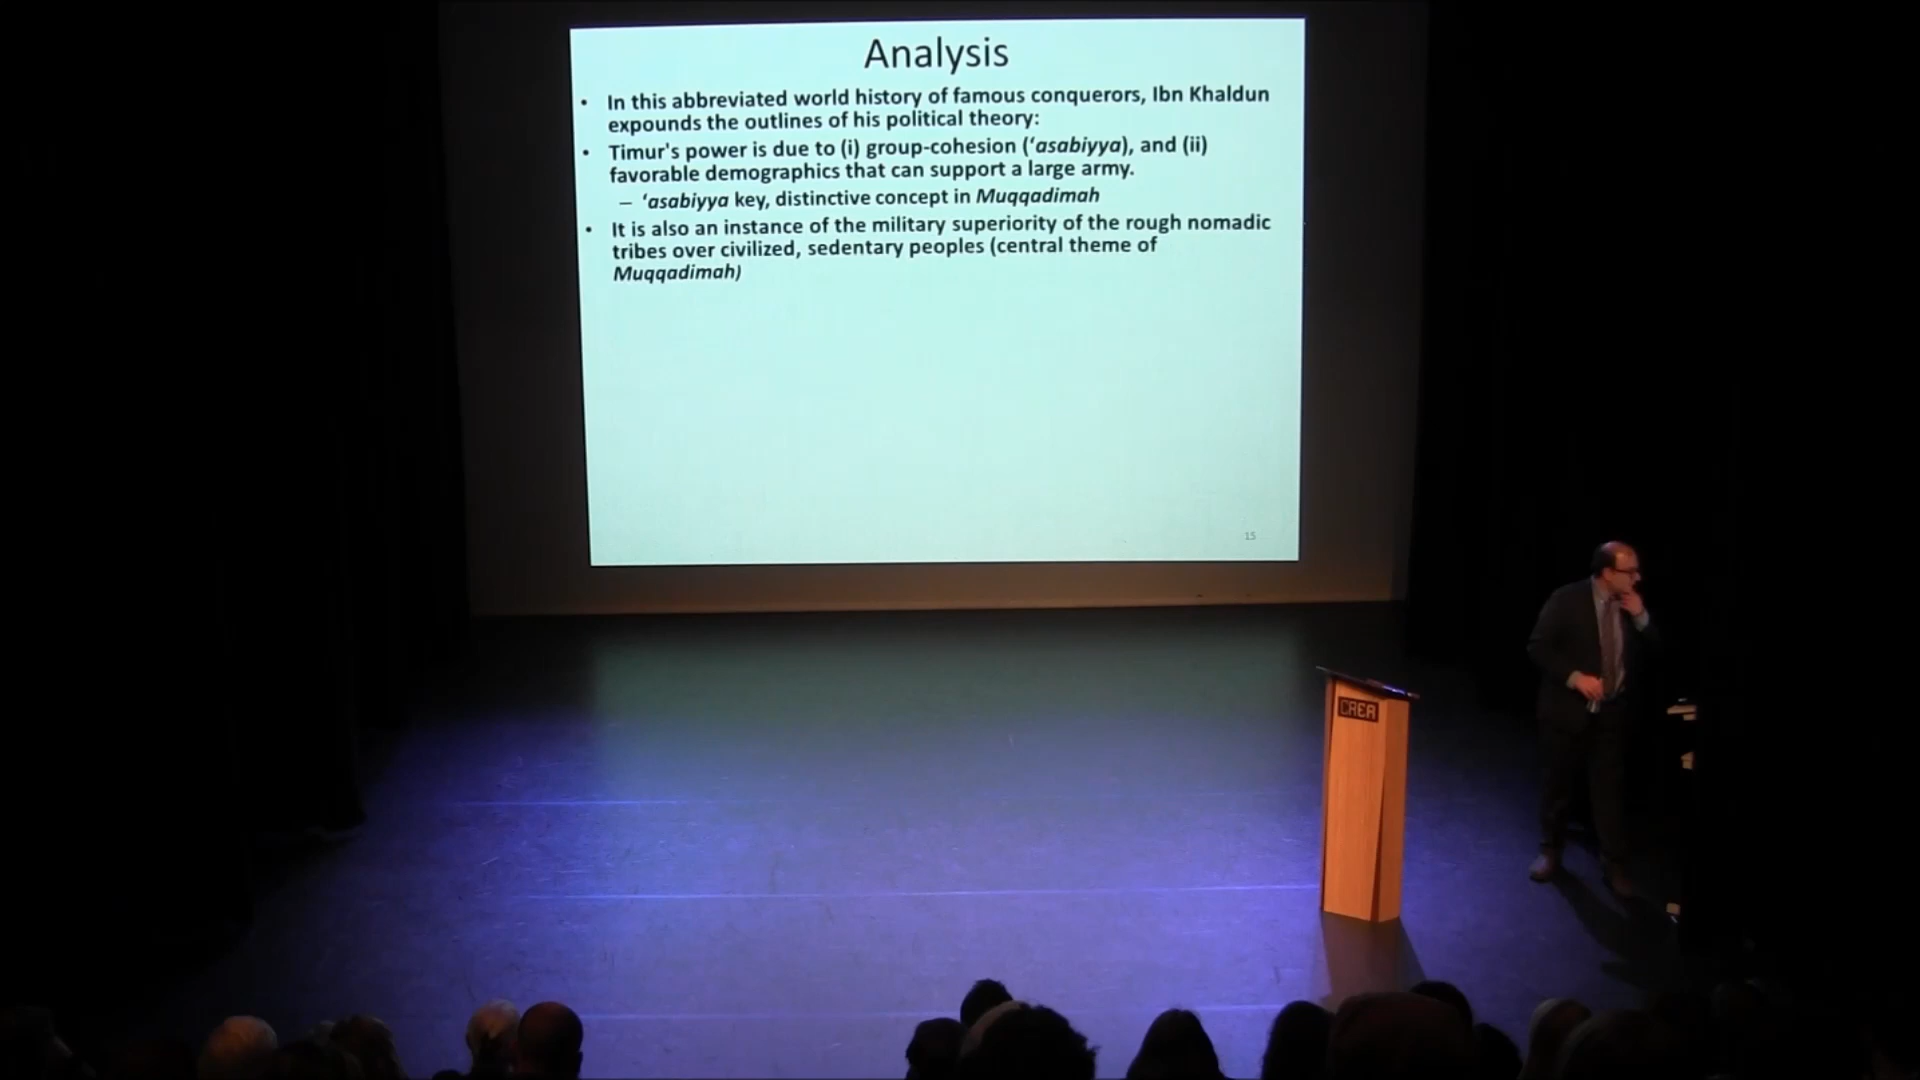 Analysis
• In this abbreviated world history of famous conquerors, Ibn Khaldun
expounds the outlines of his political theory:
• Timur's power is due to (i) group-cohesion (‘asabiyya), and (ii)
favorable demographics that can support a large army.
– ‘asabiyya key, distinctive concept in Muqqadimah
• It is also an instance of the military superiority of the rough nomadic
tribes over civilized, sedentary peoples (central theme of
Muqqadimah)
15
CREA